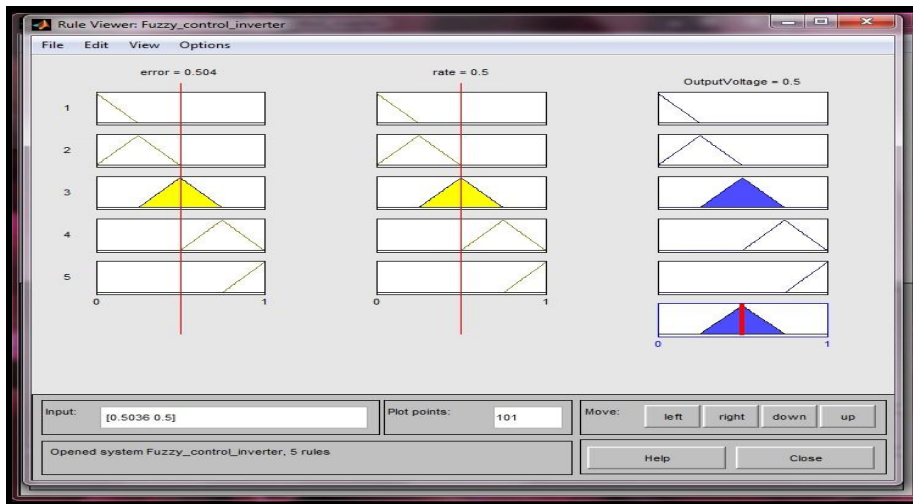 Rule Viewer: Fuzzy_control_inverter
File Edit View Options
error = 0.504
rate = 0.5
OutputVoltage = 0.5
1
2
3
4
5
0 1
0 1
0 1
Input: [0.5036 0.5]
Plot points: 101
Move: left right down up
Opened system Fuzzy_control_inverter, 5 rules
Help Close